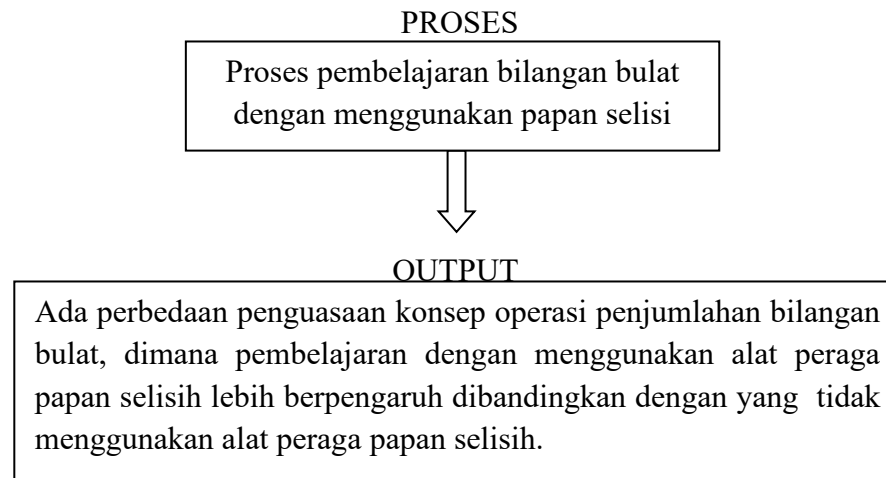 PROSES
Proses pembelajaran bilangan bulat
dengan menggunakan papan selisi
OUTPUT
Ada perbedaan penguasaan konsep operasi penjumlahan bilangan
bulat, dimana pembelajaran dengan menggunakan alat peraga
papan selisih lebih berpengaruh dibandingkan dengan yang tidak
menggunakan alat peraga papan selisih.